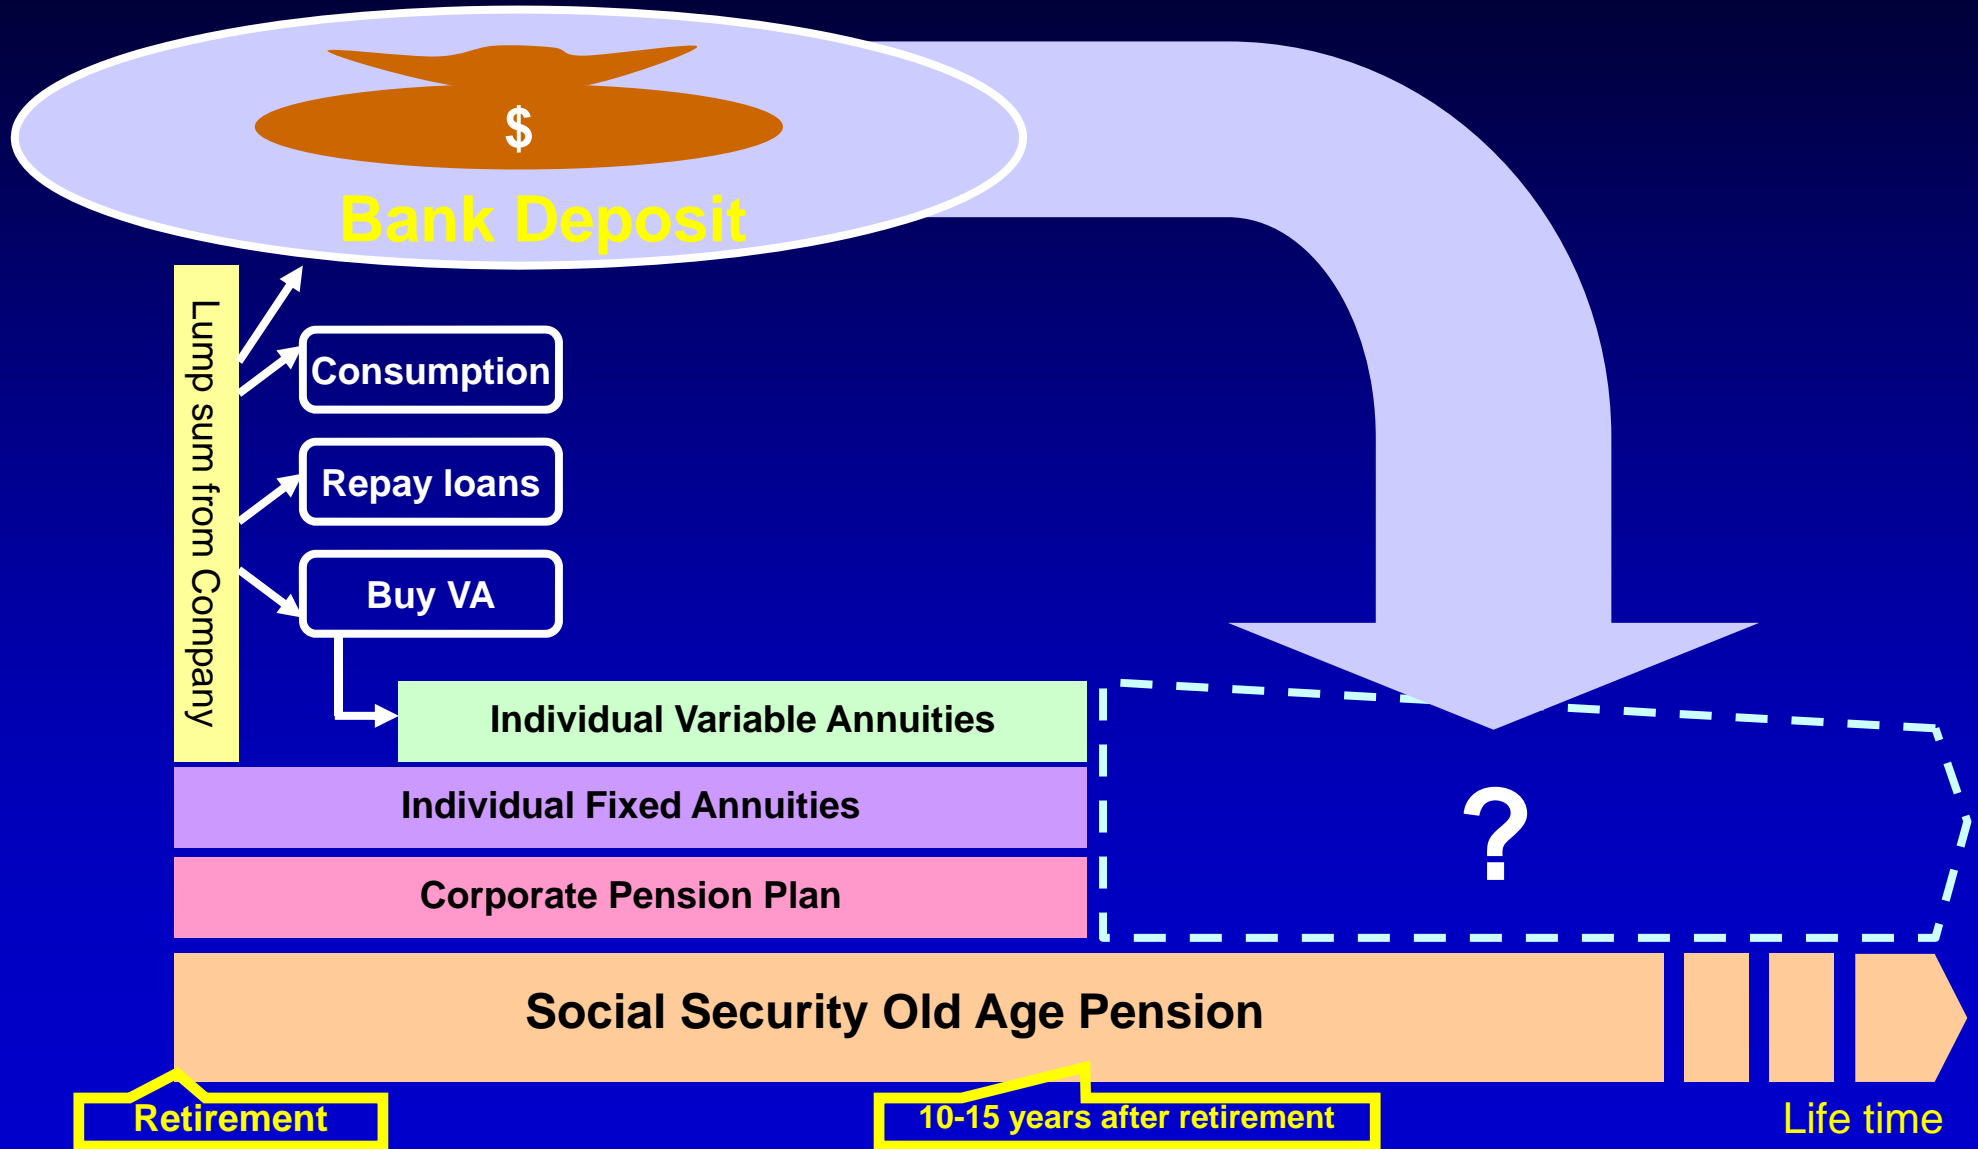 $
Bank Deposit
Lump sum from Company
Consumption
Repay loans
Buy VA
Individual Variable Annuities
Individual Fixed Annuities
Corporate Pension Plan
?
Social Security Old Age Pension
Retirement
10-15 years after retirement
Life time